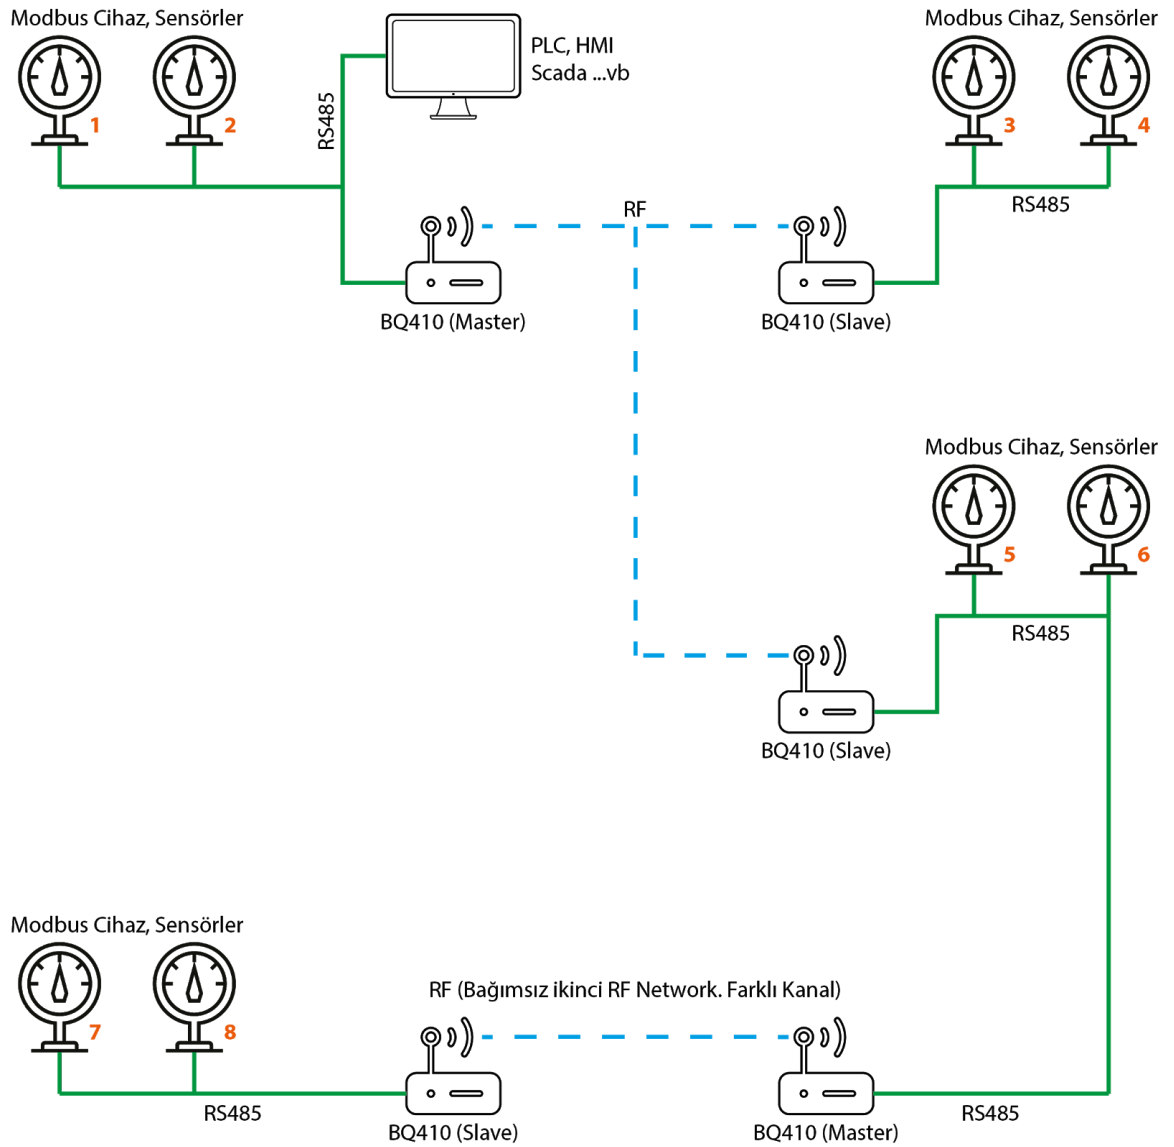 Modbus Cihaz, Sensörler
1
2
RS485
PLC, HMI
Scada ...vb
Modbus Cihaz, Sensörler
3
4
RS485
RF
BQ410 (Master)
BQ410 (Slave)
Modbus Cihaz, Sensörler
5
6
RS485
BQ410 (Slave)
Modbus Cihaz, Sensörler
7
8
RS485
RF (Bağımsız ikinci RF Network. Farklı Kanal)
BQ410 (Slave)
BQ410 (Master)
RS485